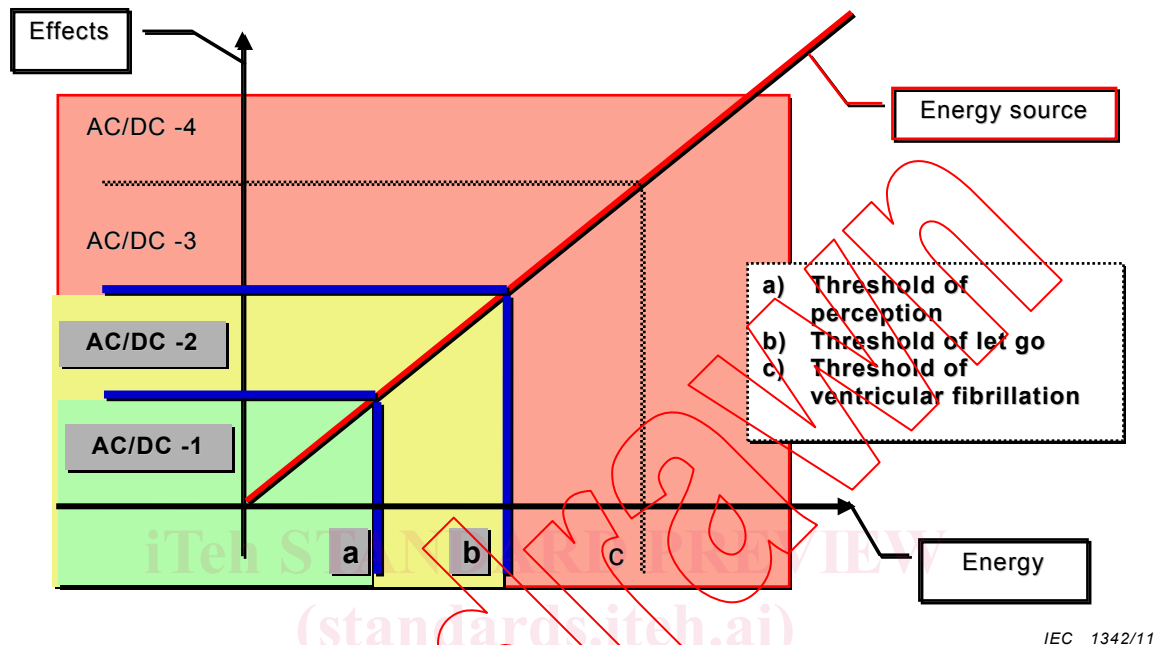 Effects
Energy source
AC/DC -4
AC/DC -3
a) Threshold of
perception
b) Threshold of let go
c) Threshold of
ventricular fibrillation
AC/DC -2
AC/DC -1
a
b
c
iTeh STANDARD PREVIEW
Energy
(standards.iteh.ai)
IEC 1342/11